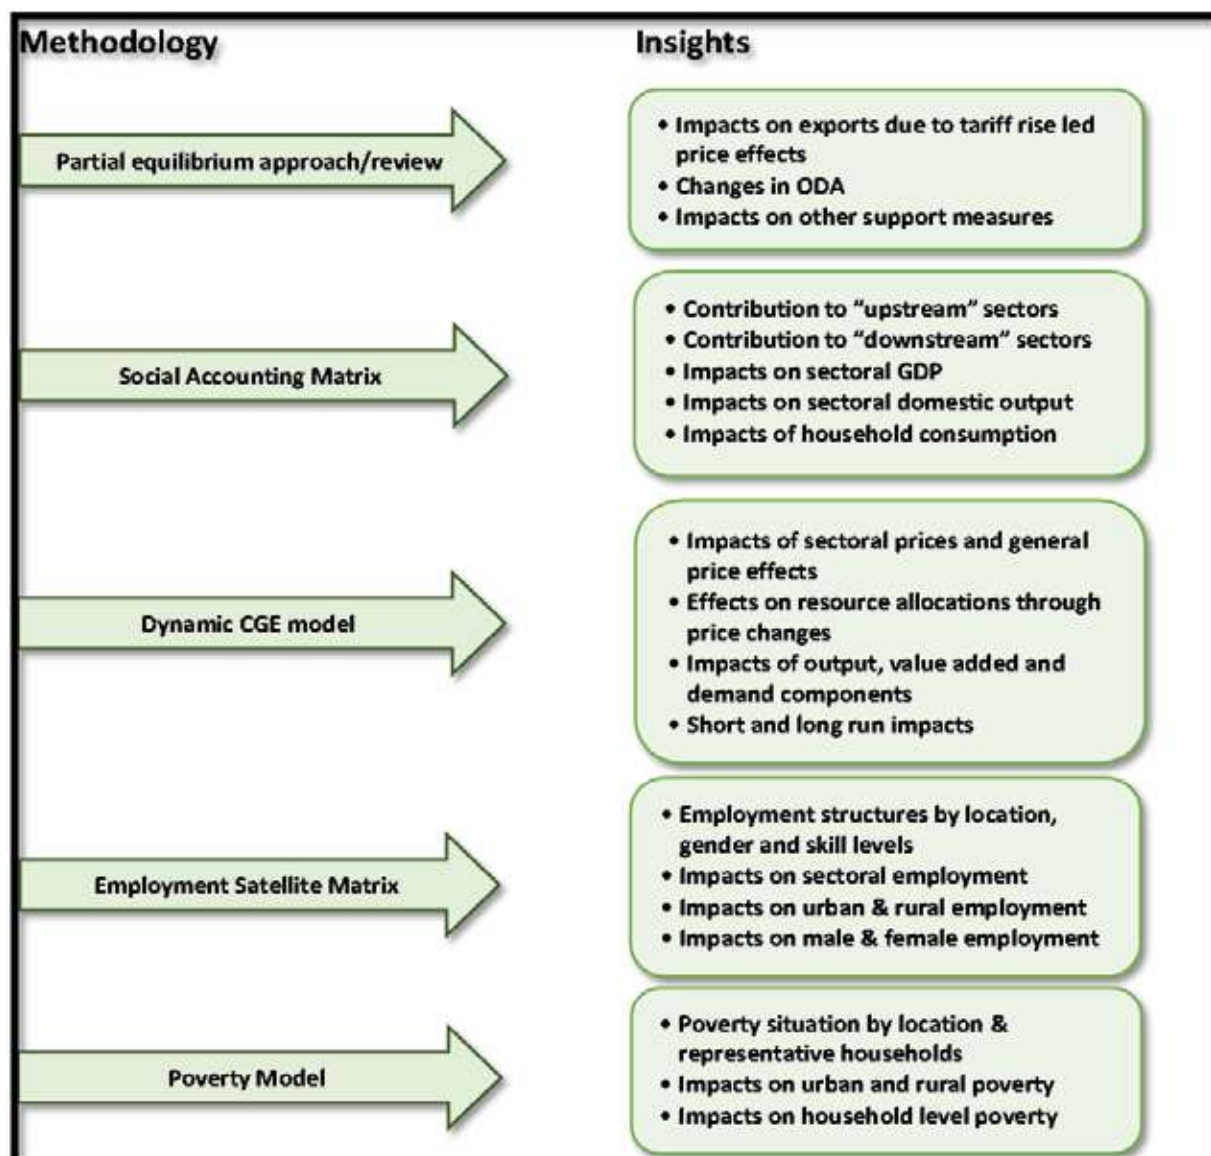 Methodology
Insights
Partial equilibrium approach/review
• Impacts on exports due to tariff rise led
price effects
• Changes in ODA
• Impacts on other support measures
Social Accounting Matrix
• Contribution to “upstream” sectors
• Contribution to “downstream” sectors
• Impacts on sectoral GDP
• Impacts on sectoral domestic output
• Impacts of household consumption
Dynamic CGE model
• Impacts of sectoral prices and general
price effects
• Effects on resource allocations through
price changes
• Impacts of output, value added and
demand components
• Short and long run impacts
Employment Satellite Matrix
• Employment structures by location,
gender and skill levels
• Impacts on sectoral employment
• Impacts on urban & rural employment
• Impacts on male & female employment
Poverty Model
• Poverty situation by location &
representative households
• Impacts on urban and rural poverty
• Impacts on household level poverty